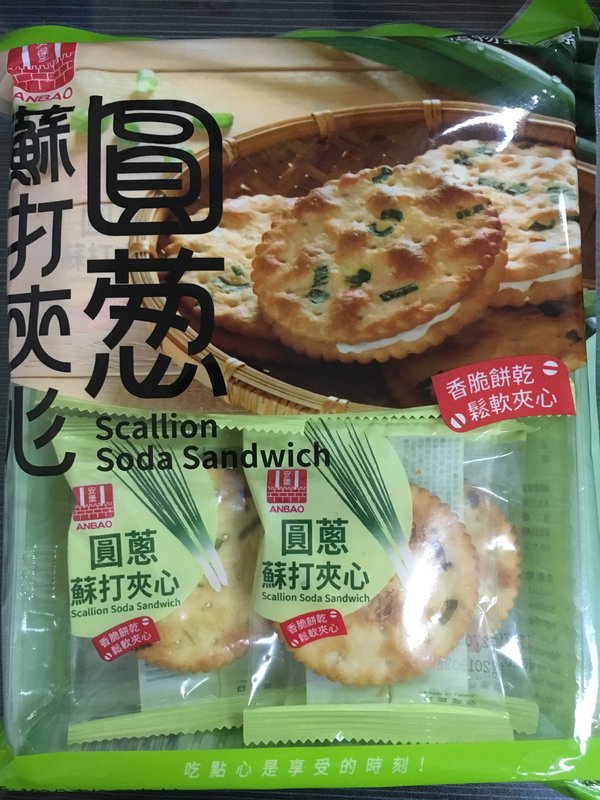 安堡
ANBAO
圓蔥
蘇打夾心
Scallion
Soda Sandwich
香脆餅乾
鬆軟夾心
安堡
ANBAO
圓蔥
蘇打夾心
Scallion Soda Sandwich
香脆餅乾
鬆軟夾心
安堡
ANBAO
圓蔥
蘇打夾心
Scallion Soda Sandwich
香脆餅乾
鬆軟夾心
吃點心是享受的時刻!